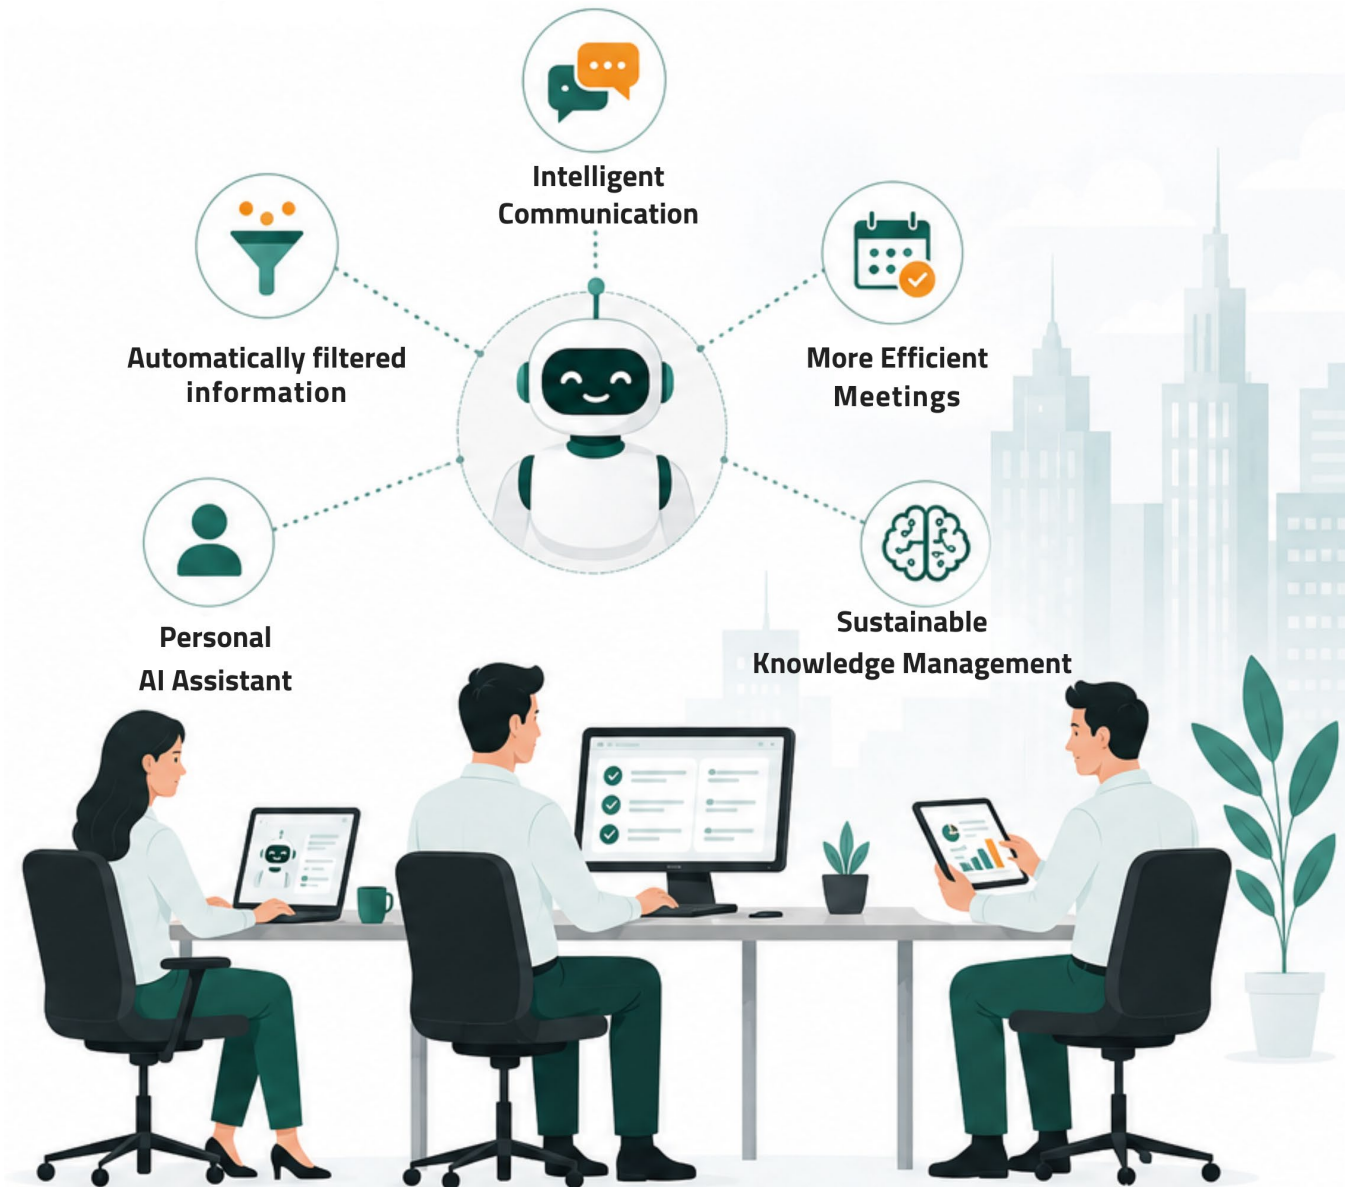 Intelligent
Communication
Automatically filtered
information
More Efficient
Meetings
Personal
AI Assistant
Sustainable
Knowledge Management